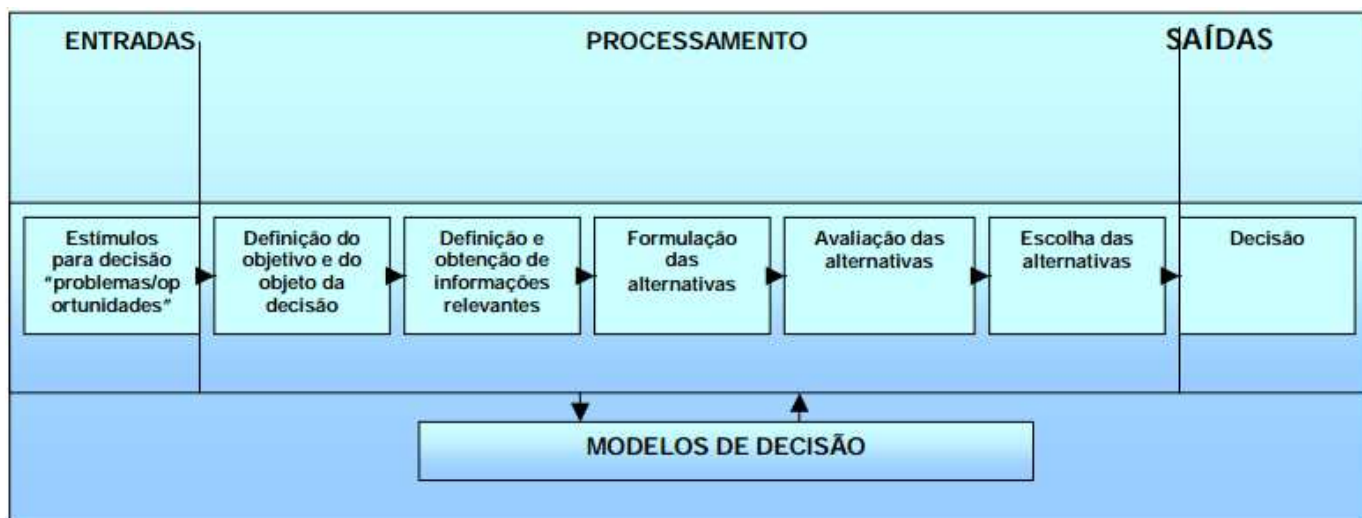 ENTRADAS
PROCESSAMENTO
SAÍDAS
Estímulos
para decisão
"problemas/op
ortunidades"
Definição do
objetivo e do
objeto da
decisão
Definição e
obtenção de
informações
relevantes
Formulação
das
alternativas
Avaliação das
alternativas
Escolha das
alternativas
Decisão
MODELOS DE DECISÃO